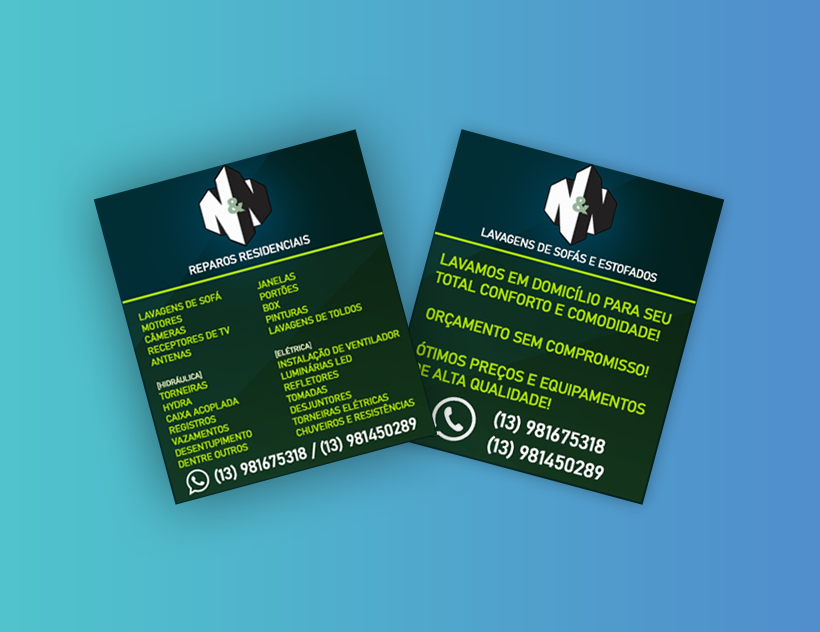 N&N
REPAROS RESIDENCIAIS
LAVAGENS DE SOFÁ
MOTORES
CÂMERAS
RECEPTORES DE TV
ANTENAS
[HIDRÁULICA]
TORNEIRAS
HYDRA
CAIXA ACOPLADA
REGISTROS
VAZAMENTOS
DESENTUPIMENTO
DENTRE OUTROS
JANELAS
PORTÕES
BOX
PINTURAS
LAVAGENS DE TOLDOS
[ELÉTRICA]
INSTALAÇÃO DE VENTILADOR
LUMINÁRIAS LED
REFLETORES
TOMADAS
DESJUNTORES
TORNEIRAS ELÉTRICAS
CHUVEIROS E RESISTÊNCIAS
(13) 981675318 / (13) 981450289
N&N
LAVAGENS DE SOFÁS E ESTOFADOS
LAVAMOS EM DOMICÍLIO PARA SEU
TOTAL CONFORTO E COMODIDADE!
ORÇAMENTO SEM COMPROMISSO!
ÓTIMOS PREÇOS E EQUIPAMENTOS
DE ALTA QUALIDADE!
(13) 981675318
(13) 981450289